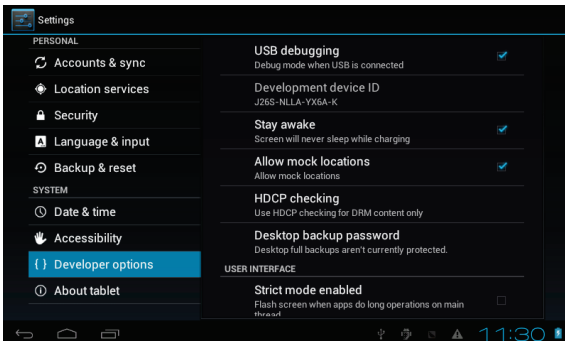 Settings
PERSONAL
Accounts & sync
Location services
Security
Language & input
Backup & reset
SYSTEM
Date & time
Accessibility
{ } Developer options
About tablet
USB debugging
Debug mode when USB is connected
Development device ID
J26S-NLLA-YX6A-K
Stay awake
Screen will never sleep while charging
Allow mock locations
Allow mock locations
HDCP checking
Use HDCP checking for DRM content only
Desktop backup password
Desktop full backups aren't currently protected.
USER INTERFACE
Strict mode enabled
Flash screen when apps do long operations on main
thread
11:30